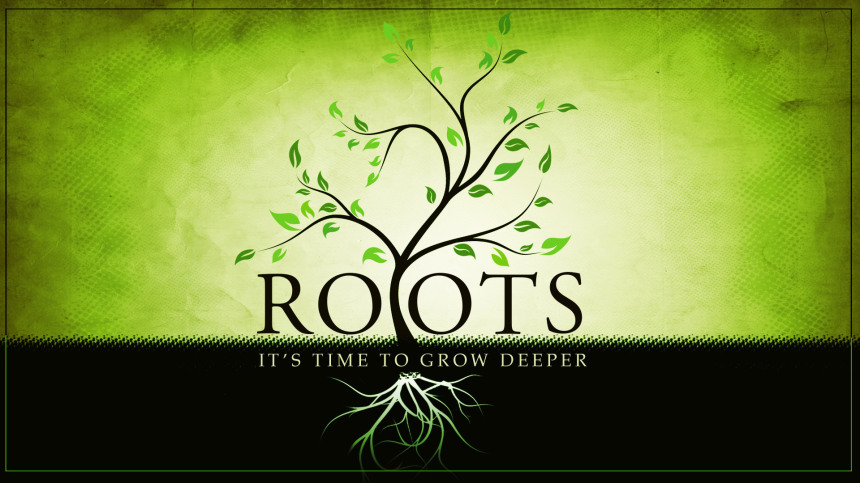 ROOTS
IT'S TIME TO GROW DEEPER